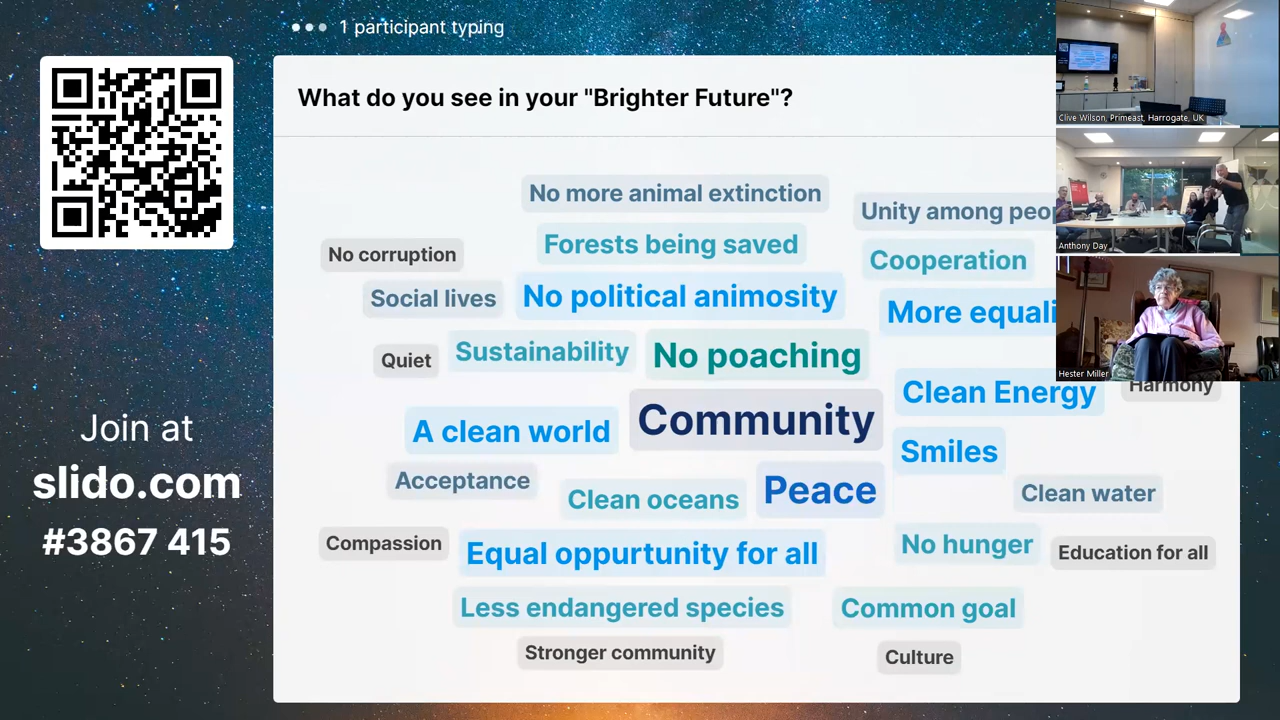 1 participant typing
What do you see in your "Brighter Future"?
No more animal extinction
Unity among peop
Forests being saved
No corruption
Cooperation
Social lives
No political animosity
More equali
Quiet
Sustainability
No poaching
Clean Energy
Harmony
Community
A clean world
Smiles
Acceptance
Clean oceans
Peace
Clean water
Compassion
Equal oppurtunity for all
No hunger
Education for all
Less endangered species
Common goal
Stronger community
Culture
Join at
slido.com
#3867 415
Clive Wilson, Primeast, Harrogate, UK
Anthony Day
Hester Miller